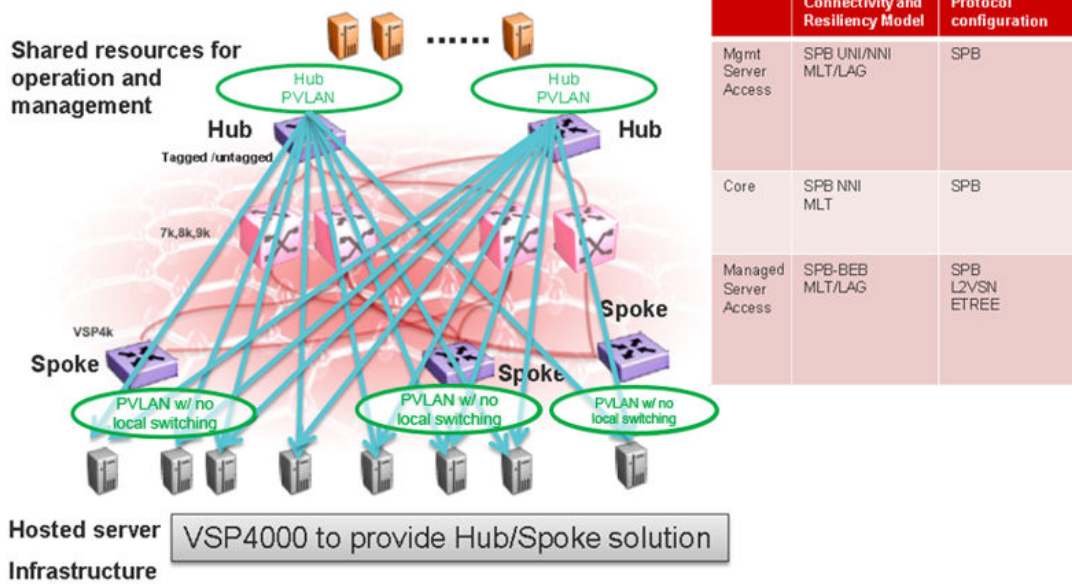 Shared resources for
operation and
management
Hub
PVLAN
Hub
PVLAN
Hub
Hub
Tagged /untagged
7k,8k,9k
VSP4k
Spoke
Spoke
Spoke
PVLAN w/ no
local switching
PVLAN w/ no
local switching
PVLAN w/ no
local switching
Hosted server
Infrastructure
VSP4000 to provide Hub/Spoke solution
Connectivity and
Resiliency Model
Protocol
configuration
Mgmt
Server
Access
SPB UNI/NNI
MLT/LAG
SPB
Core
SPB NNI
MLT
SPB
Managed
Server
Access
SPB-BEB
MLT/LAG
SPB
L2VSN
ETREE